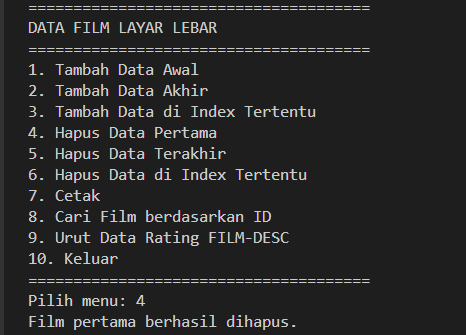 ======================================
DATA FILM LAYAR LEBAR
======================================
1. Tambah Data Awal
2. Tambah Data Akhir
3. Tambah Data di Index Tertentu
4. Hapus Data Pertama
5. Hapus Data Terakhir
6. Hapus Data di Index Tertentu
7. Cetak
8. Cari Film berdasarkan ID
9. Urut Data Rating FILM-DESC
10. Keluar
======================================
Pilih menu: 4
Film pertama berhasil dihapus.